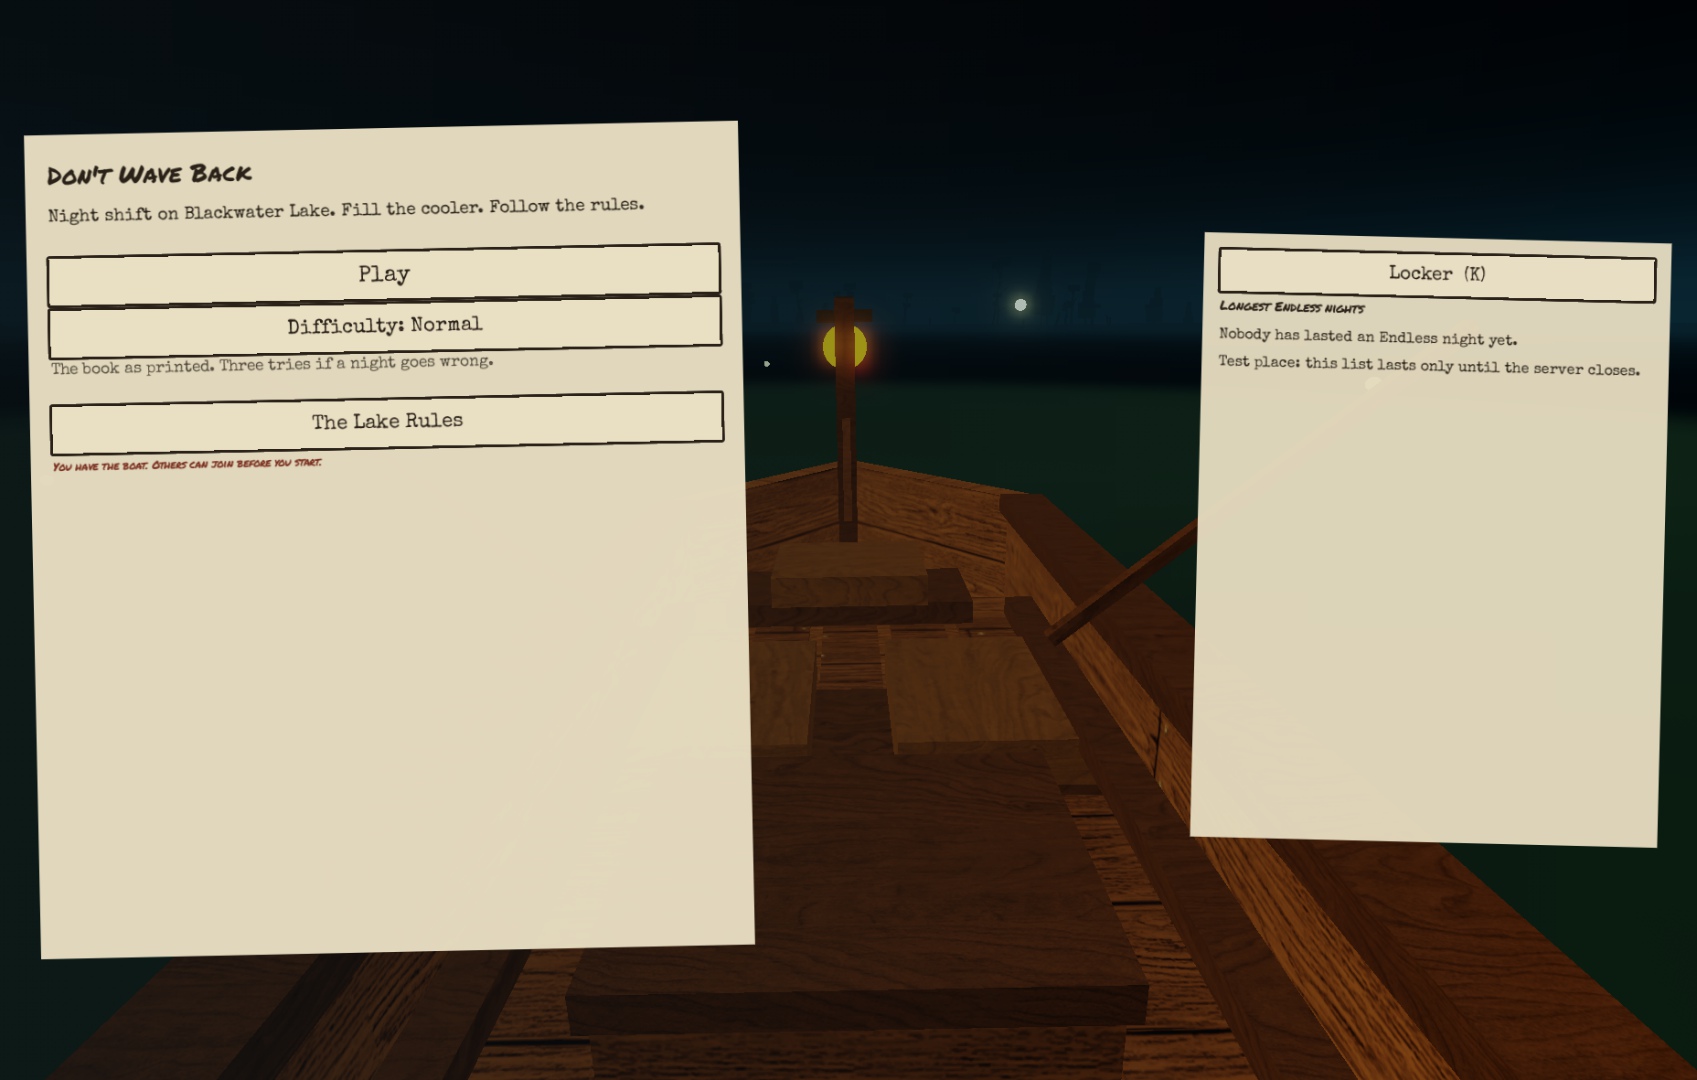 Don't Wave Back
Night shift on Blackwater Lake. Fill the cooler. Follow the rules.
Play
Difficulty: Normal
The book as printed. Three tries if a night goes wrong.
The Lake Rules
You have the boat. Others can join before you start.
Locker (K)
Longest Endless nights
Nobody has lasted an Endless night yet.
Test place: this list lasts only until the server closes.